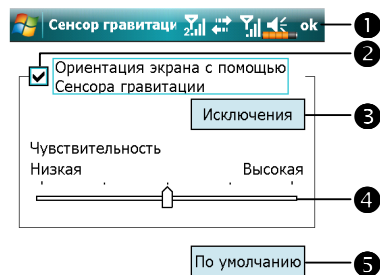 Сенсор гравитаци 2 ok 1
2
Ориентация экрана с помощью
Сенсора гравитации
Исключения 3
Чувствительность
Низкая Высокая
4
По умолчанию 5